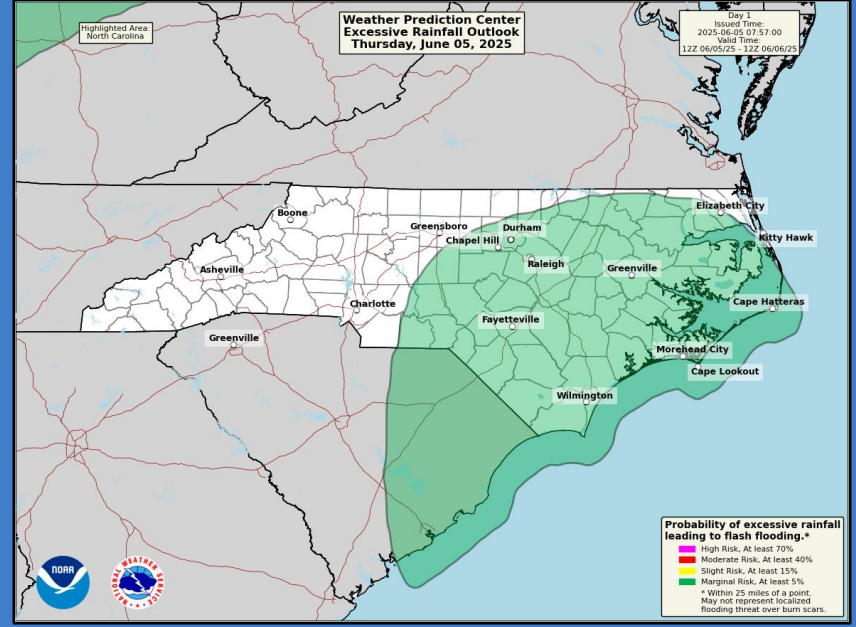 Highlighted Area:
North Carolina
Weather Prediction Center
Excessive Rainfall Outlook
Thursday, June 05, 2025
Day 1
Issued Time:
2025-06-05 07:57:00
Valid Time:
12Z 06/05/25 - 12Z 06/06/25
Boone
Elizabeth City
Greensboro
Durham
Chapel Hill
Kitty Hawk
Raleigh
Asheville
Greenville
Charlotte
Cape Hatteras
Fayetteville
Greenville
Morehead City
Cape Lookout
Wilmington
Probability of excessive rainfall
leading to flash flooding.*
High Risk, At least 70%
Moderate Risk, At least 40%
Slight Risk, At least 15%
Marginal Risk, At least 5%
* Within 25 miles of a point.
May not represent localized
flooding threat over burn scars.
NOAA
NATIONAL WEATHER SERVICE